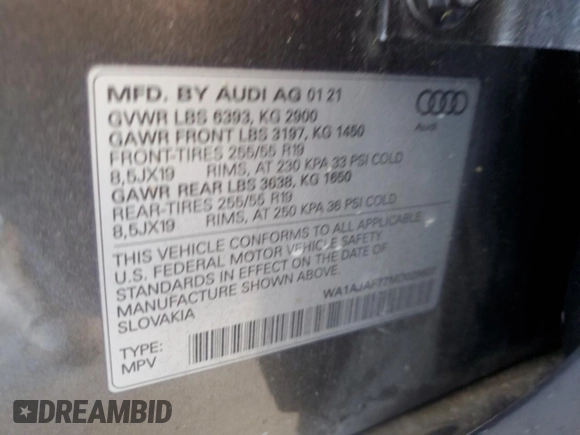 MFD. BY AUDI AG 01 21
GVWR LBS 6393, KG 2900
GAWR FRONT LBS 3197, KG 1450
FRONT-TIRES 255/55 R19
8,5JX19 RIMS, AT 230 KPA 33 PSI COLD
GAWR REAR LBS 3638, KG 1650
REAR-TIRES 255/55 R19
8,5JX19 RIMS, AT 250 KPA 36 PSI COLD
Audi
THIS VEHICLE CONFORMS TO ALL APPLICABLE
U.S. FEDERAL MOTOR VEHICLE SAFETY
STANDARDS IN EFFECT ON THE DATE OF
MANUFACTURE SHOWN ABOVE
SLOVAKIA
TYPE:
MPV
DREAMBID